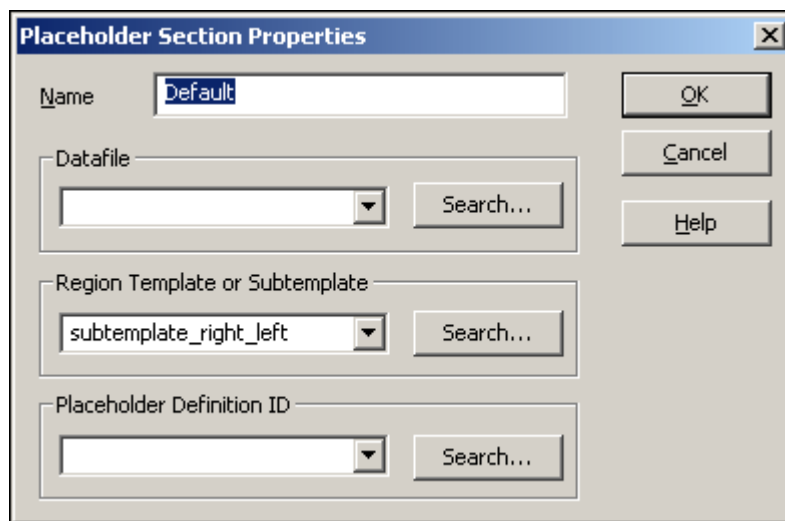 Placeholder Section Properties
Name Default OK
Datafile Cancel
Search...
Help
Region Template or Subtemplate
subtemplate_right_left Search...
Placeholder Definition ID
Search...